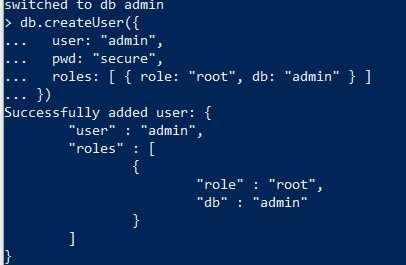 switched to db admin
> db.createUser({
...   user: "admin",
...   pwd: "secure",
...   roles: [ { role: "root", db: "admin" } ]
... })
Successfully added user: {
        "user" : "admin",
        "roles" : [
                {
                        "role" : "root",
                        "db" : "admin"
                }
        ]
}